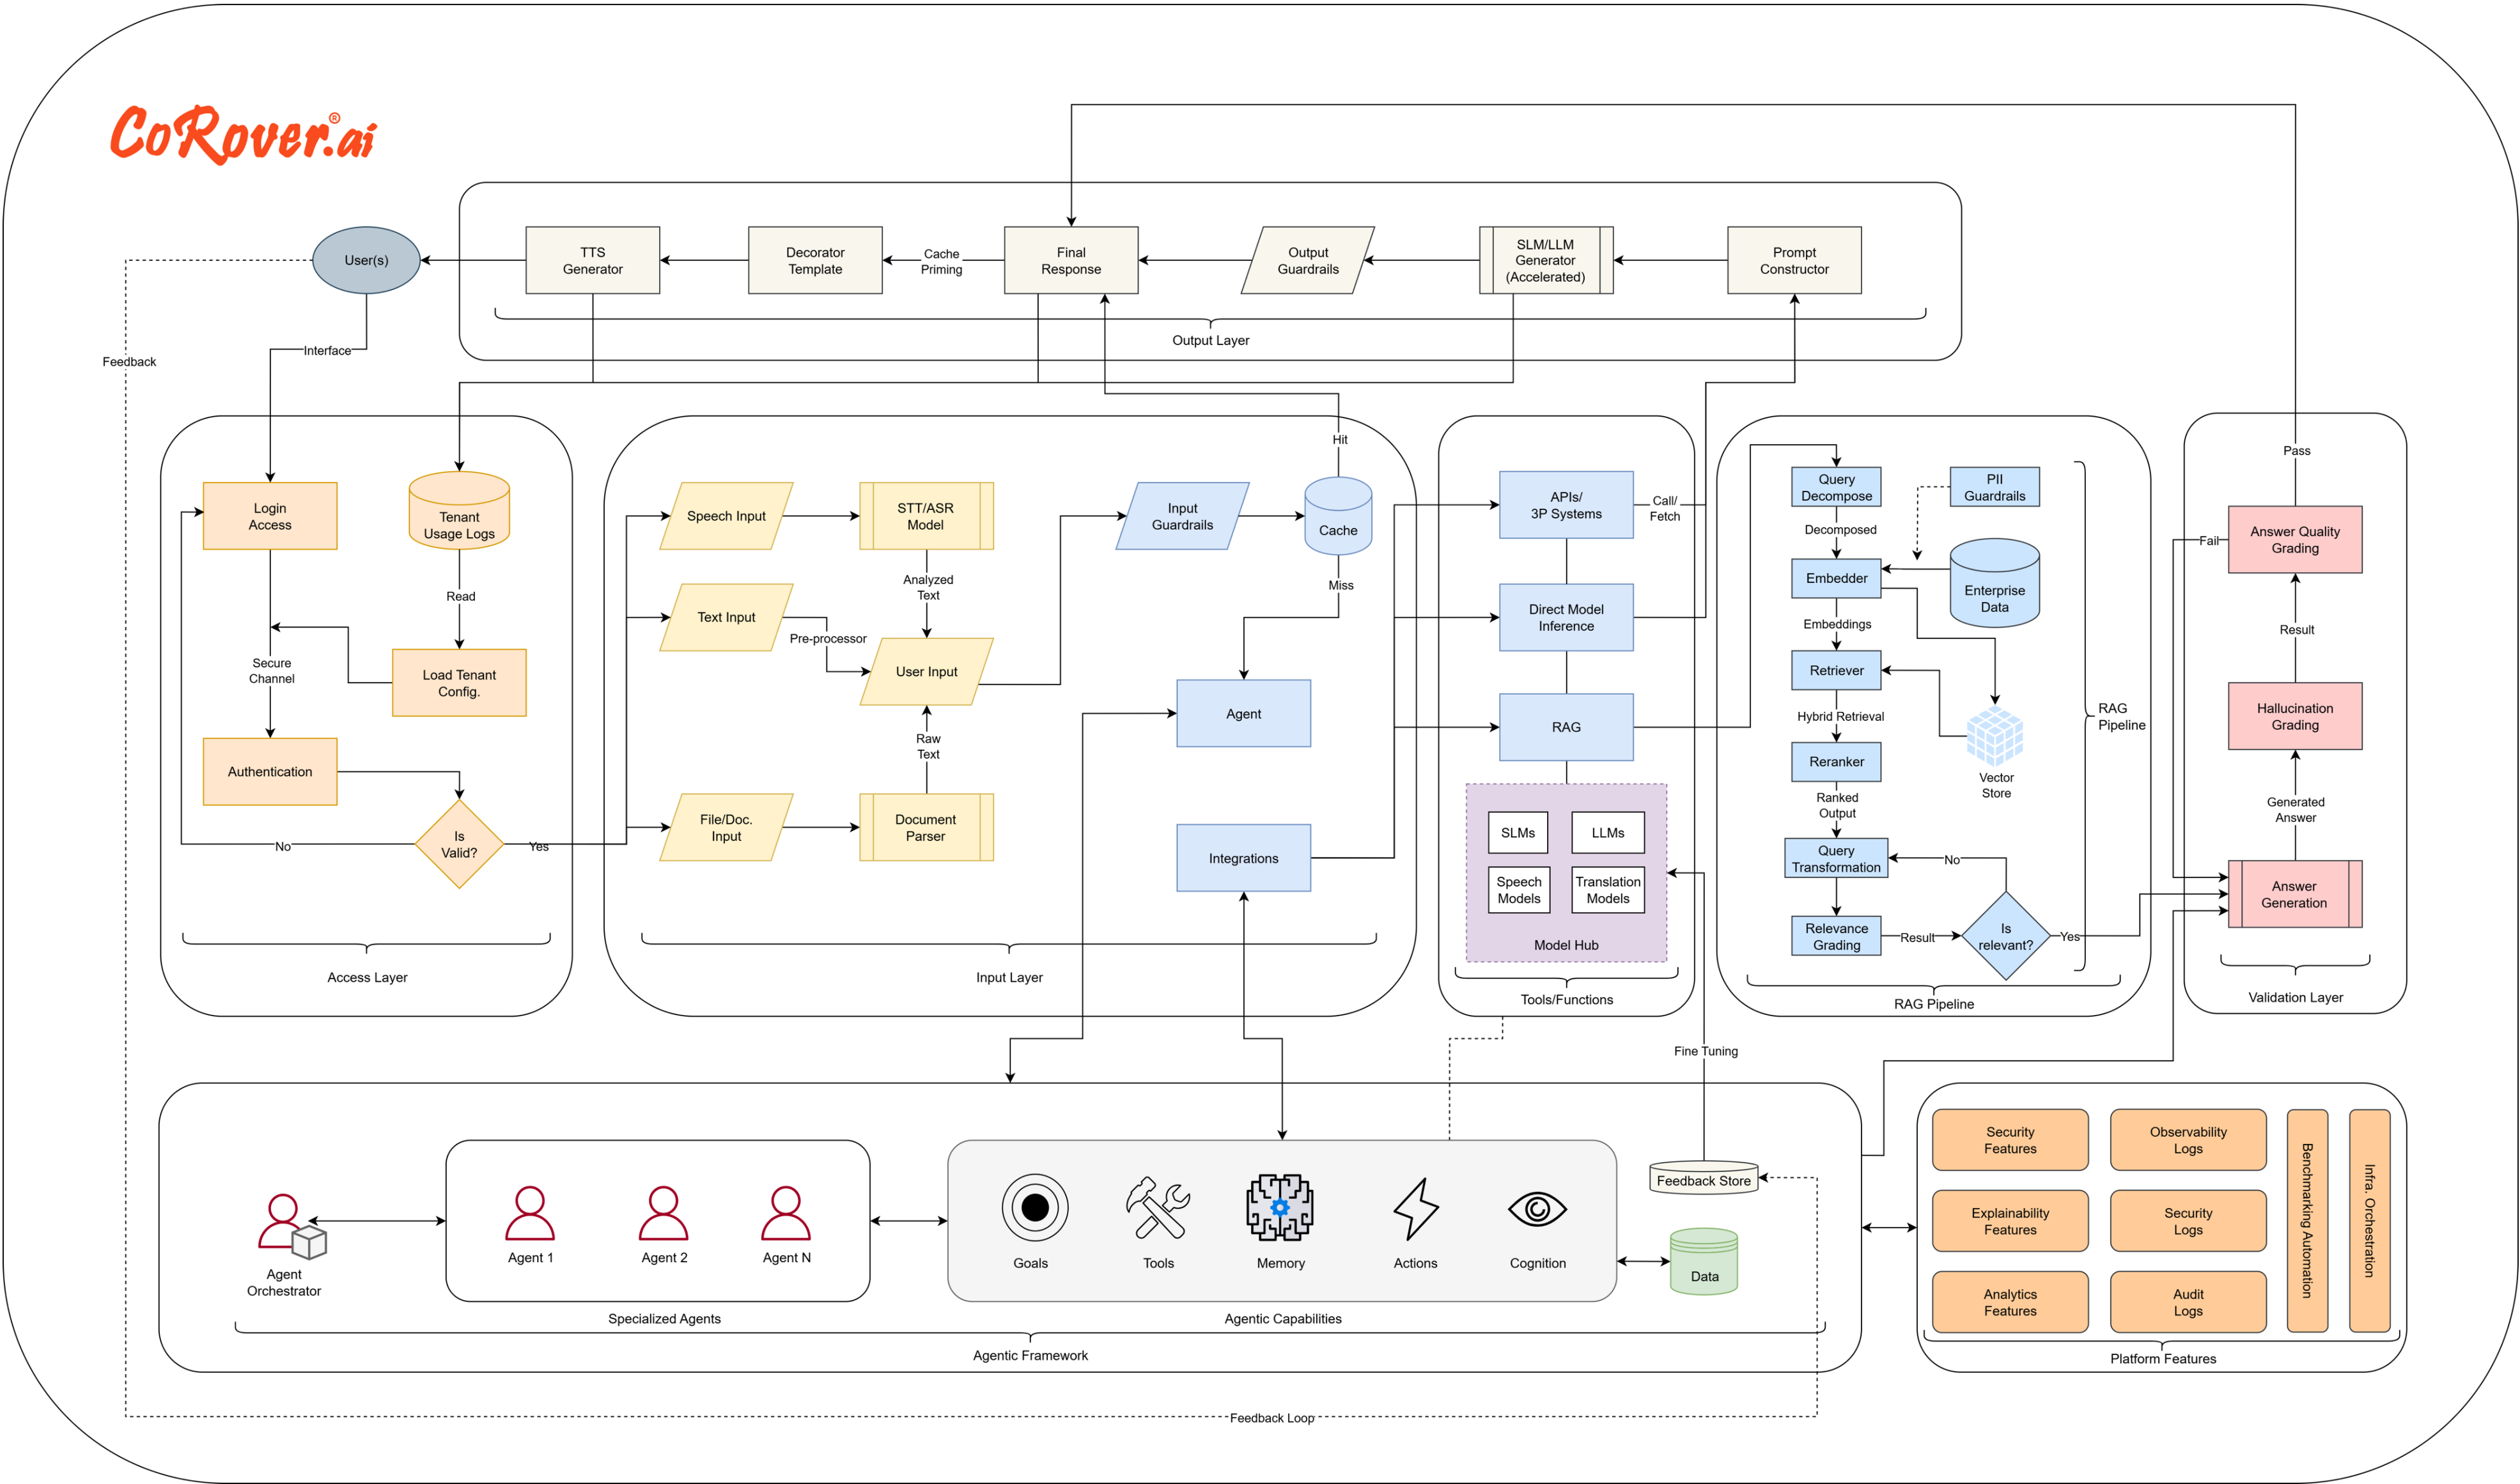 CoRover.ai
®
User(s)
TTS
Generator
Decorator
Template
Cache
Priming
Final
Response
Output
Guardrails
SLM/LLM
Generator
(Accelerated)
Prompt
Constructor
Output Layer
Interface
Feedback
Login
Access
Tenant
Usage Logs
Read
Secure
Channel
Load Tenant
Config.
Authentication
Is
Valid?
No
Yes
Access Layer
Speech Input
STT/ASR
Model
Analyzed
Text
Text Input
Pre-processor
User Input
Raw
Text
File/Doc.
Input
Document
Parser
Input
Guardrails
Hit
Cache
Miss
Agent
Integrations
Input Layer
APIs/
3P Systems
Call/
Fetch
Direct Model
Inference
RAG
SLMs
LLMs
Speech
Models
Translation
Models
Model Hub
Tools/Functions
Query
Decompose
PII
Guardrails
Decomposed
Embedder
Enterprise
Data
Embeddings
Retriever
Hybrid Retrieval
Reranker
Vector
Store
Ranked
Output
Query
Transformation
No
Relevance
Grading
Result
Is
relevant?
Yes
RAG
Pipeline
RAG Pipeline
Pass
Answer Quality
Grading
Fail
Result
Hallucination
Grading
Generated
Answer
Answer
Generation
Validation Layer
Fine Tuning
Agent
Orchestrator
Agent 1
Agent 2
Agent N
Specialized Agents
Goals
Tools
Memory
Actions
Cognition
Agentic Capabilities
Feedback Store
Data
Agentic Framework
Security
Features
Observability
Logs
Explainability
Features
Security
Logs
Analytics
Features
Audit
Logs
Benchmarking Automation
Infra. Orchestration
Platform Features
Feedback Loop